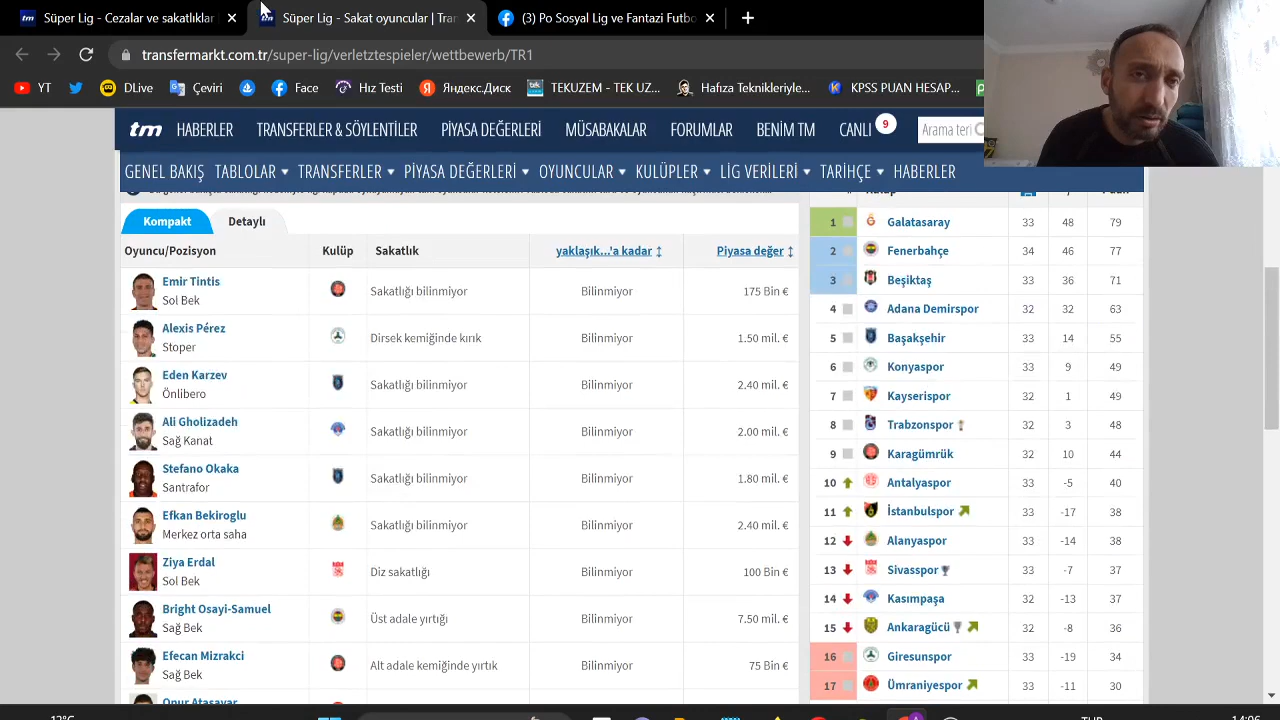 Süper Lig - Cezalar ve sakatlıklar
Süper Lig - Sakat oyuncular | Tran
(3) Po Sosyal Lig ve Fantazi Futbo
transfermarkt.com.tr/super-lig/verletztespieler/wettbewerb/TR1
YT
DLive
Çeviri
Face
Hız Testi
Яндекс.Диск
TEKUZEM - TEK UZ...
Hafıza Teknikleriyle...
KPSS PUAN HESAP...
tm HABERLER TRANSFERLER & SÖYLENTİLER PİYASA DEĞERLERİ MÜSABAKALAR FORUMLAR BENİM TM CANLI 9 Arama teri
GENEL BAKIŞ TABLOLAR TRANSFERLER PİYASA DEĞERLERİ OYUNCULAR KULÜPLER LİG VERİLERİ TARİHÇE HABERLER
Kompakt Detaylı
Oyuncu/Pozisyon Kulüp Sakatlık yaklaşık...'a kadar Piyasa değer
Emir Tintis
Sol Bek
Sakatlığı bilinmiyor Bilinmiyor 175 Bin €
Alexis Pérez
Stoper
Dirsek kemiğinde kırık Bilinmiyor 1.50 mil. €
Eden Karzev
Önlibero
Sakatlığı bilinmiyor Bilinmiyor 2.40 mil. €
Ali Gholizadeh
Sağ Kanat
Sakatlığı bilinmiyor Bilinmiyor 2.00 mil. €
Stefano Okaka
Santrafor
Sakatlığı bilinmiyor Bilinmiyor 1.80 mil. €
Efkan Bekiroglu
Merkez orta saha
Sakatlığı bilinmiyor Bilinmiyor 2.40 mil. €
Ziya Erdal
Sol Bek
Diz sakatlığı Bilinmiyor 100 Bin €
Bright Osayi-Samuel
Sağ Bek
Üst adale yırtığı Bilinmiyor 7.50 mil. €
Efecan Mizrakci
Sağ Bek
Alt adale kemiğinde yırtık Bilinmiyor 75 Bin €
Onur Atasayar
1 Galatasaray 33 48 79
2 Fenerbahçe 34 46 77
3 Beşiktaş 33 36 71
4 Adana Demirspor 32 32 63
5 Başakşehir 33 14 55
6 Konyaspor 33 9 49
7 Kayserispor 32 1 49
8 Trabzonspor 32 3 48
9 Karagümrük 32 10 44
10 Antalyaspor 33 -5 40
11 İstanbulspor 33 -17 38
12 Alanyaspor 33 -14 38
13 Sivasspor 33 -7 37
14 Kasımpaşa 32 -13 37
15 Ankaragücü 32 -8 36
16 Giresunspor 33 -19 34
17 Ümraniyespor 33 -11 30
12°C
TUR
14:06